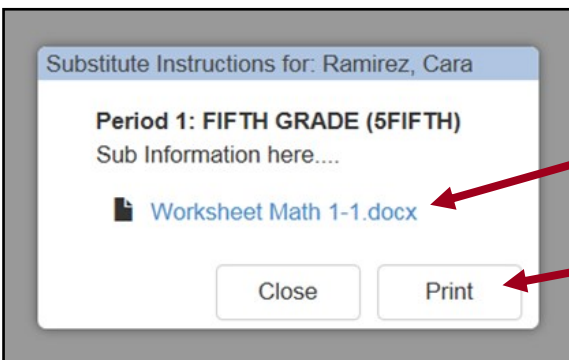 Substitute Instructions for: Ramirez, Cara
Period 1: FIFTH GRADE (5FIFTH)
Sub Information here....
Worksheet Math 1-1.docx
Close Print